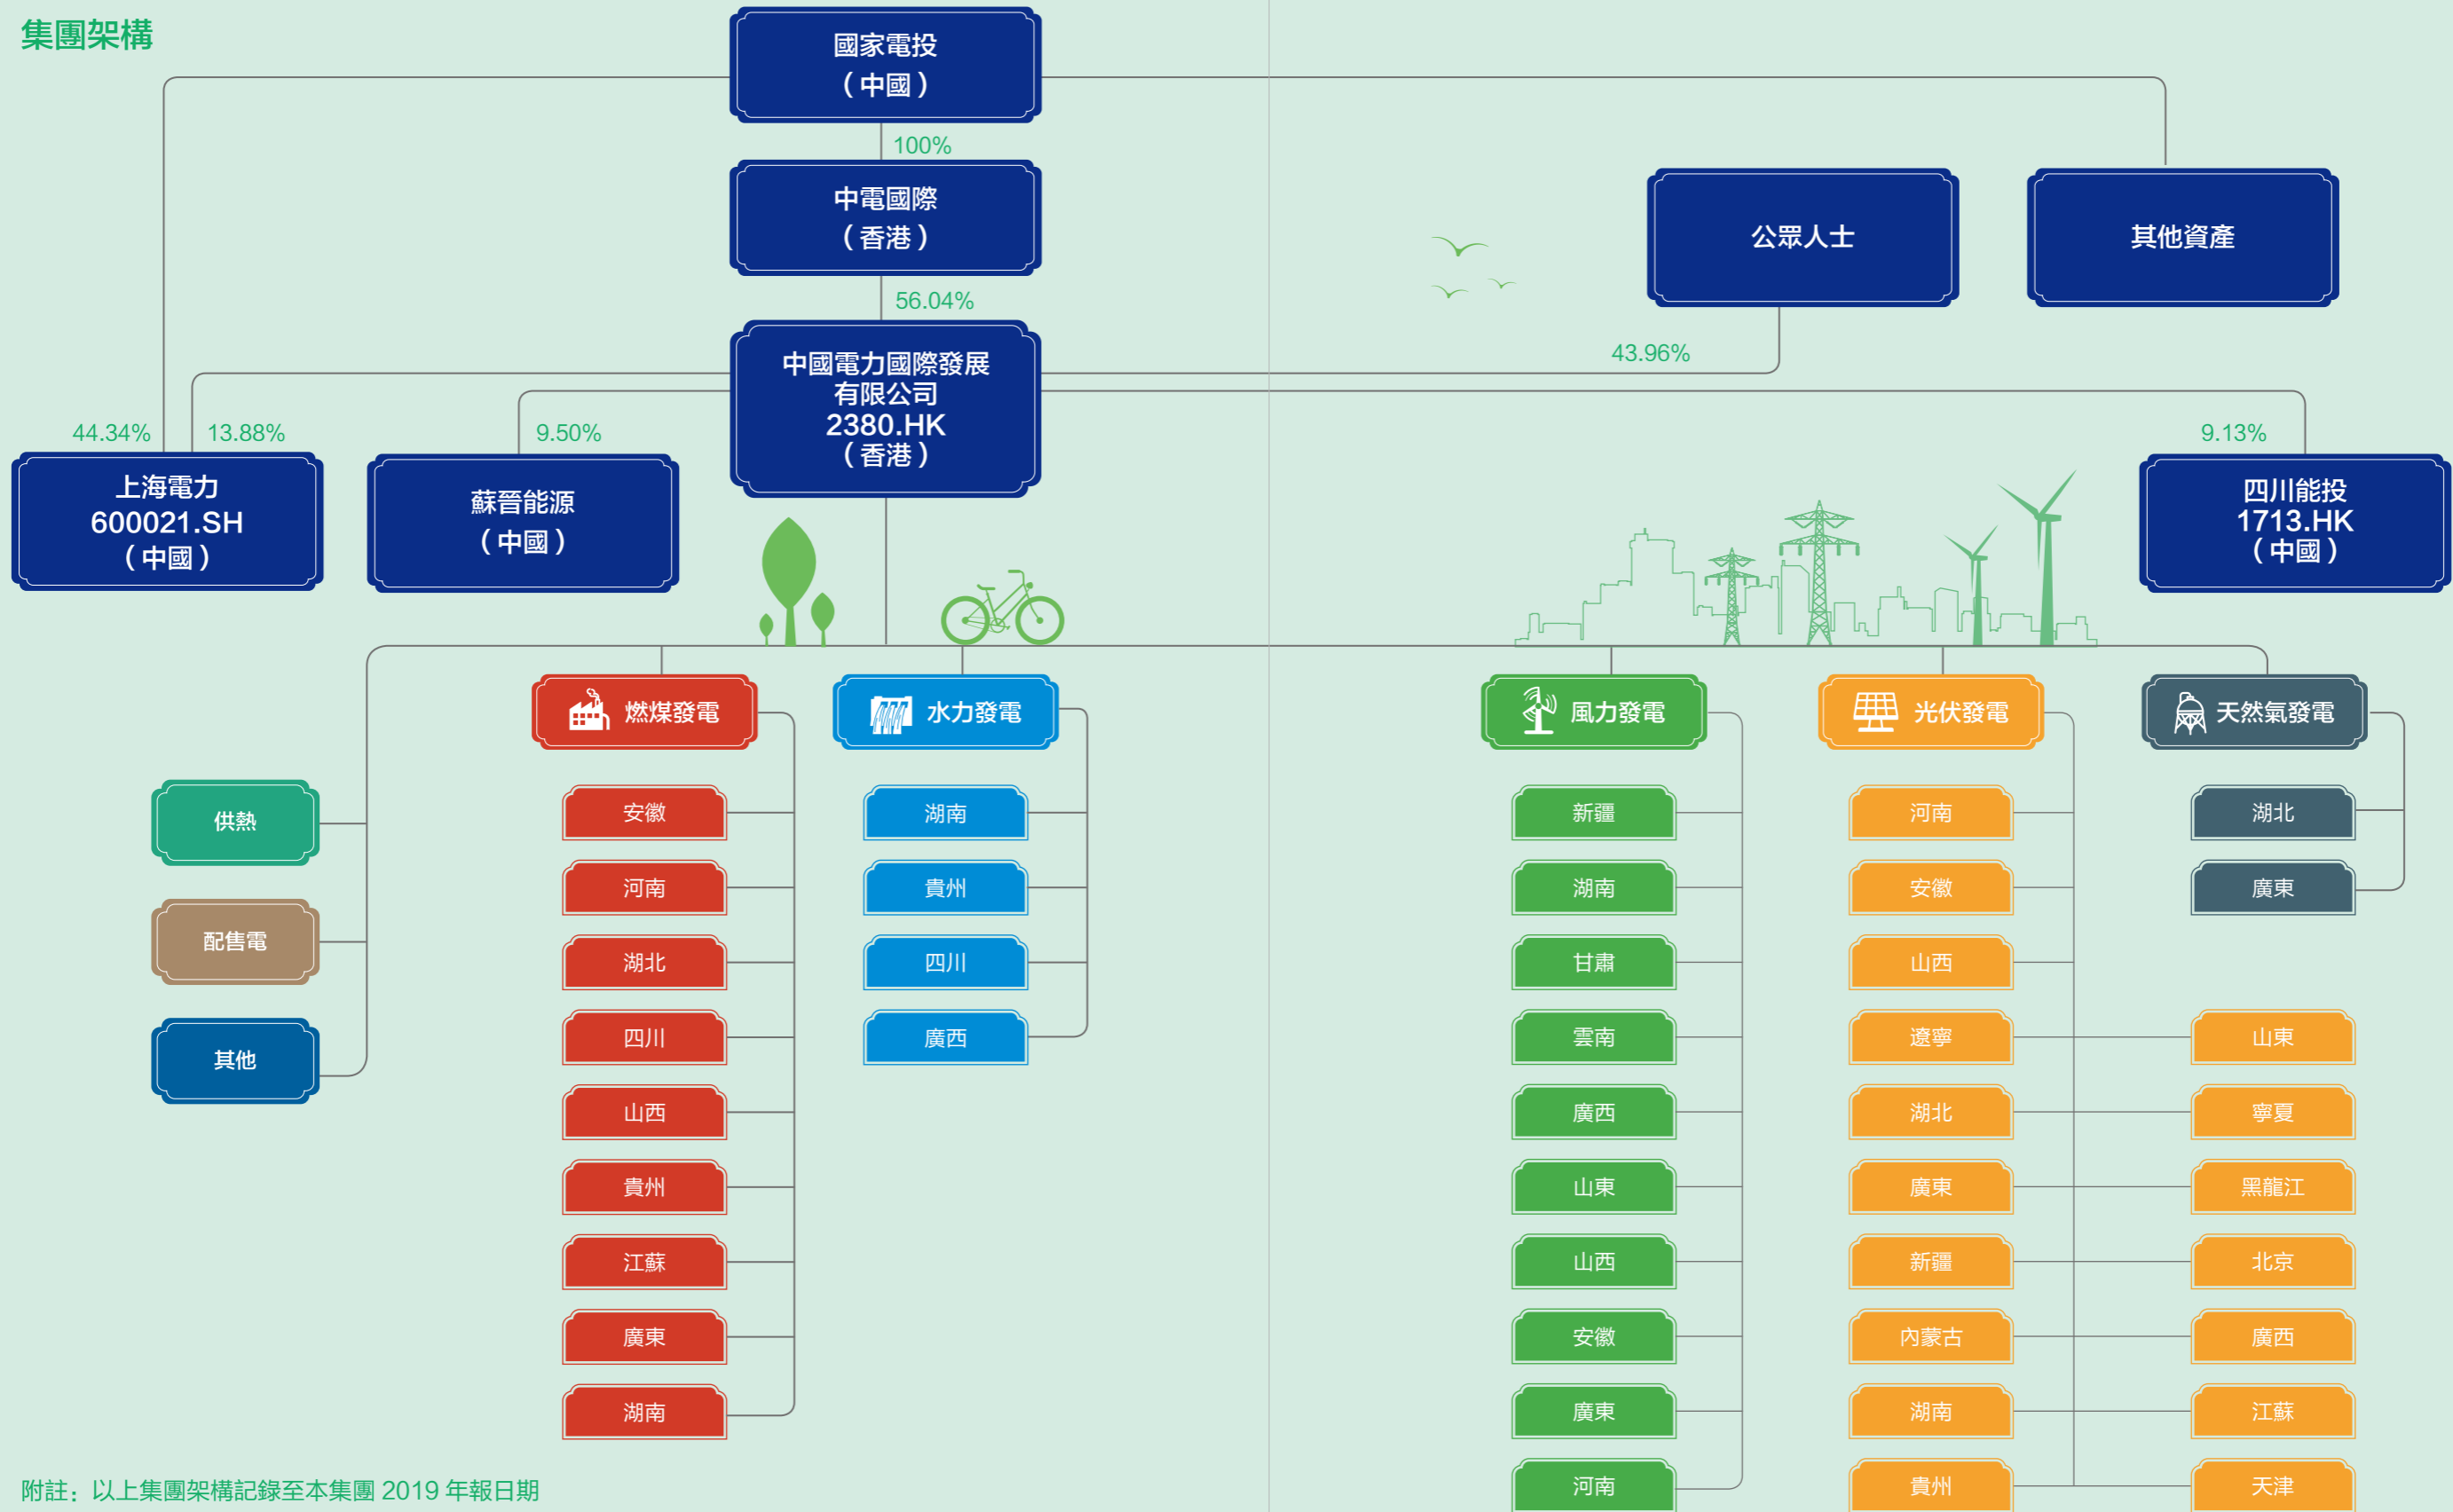 集團架構
國家電投
（中國）
100%
中電國際
（香港）
公眾人士
其他資產
56.04%
中國電力國際發展
有限公司
2380.HK
（香港）
43.96%
44.34%
13.88%
9.50%
9.13%
上海電力
600021.SH
（中國）
蘇晉能源
（中國）
四川能投
1713.HK
（中國）
供熱
配售電
其他
燃煤發電
安徽
河南
湖北
四川
山西
貴州
江蘇
廣東
湖南
水力發電
湖南
貴州
四川
廣西
風力發電
新疆
湖南
甘肅
雲南
廣西
山東
山西
安徽
廣東
河南
光伏發電
河南
安徽
山西
遼寧
湖北
廣東
新疆
內蒙古
湖南
貴州
山東
寧夏
黑龍江
北京
廣西
江蘇
天津
天然氣發電
湖北
廣東
附註：以上集團架構記錄至本集團 2019 年報日期